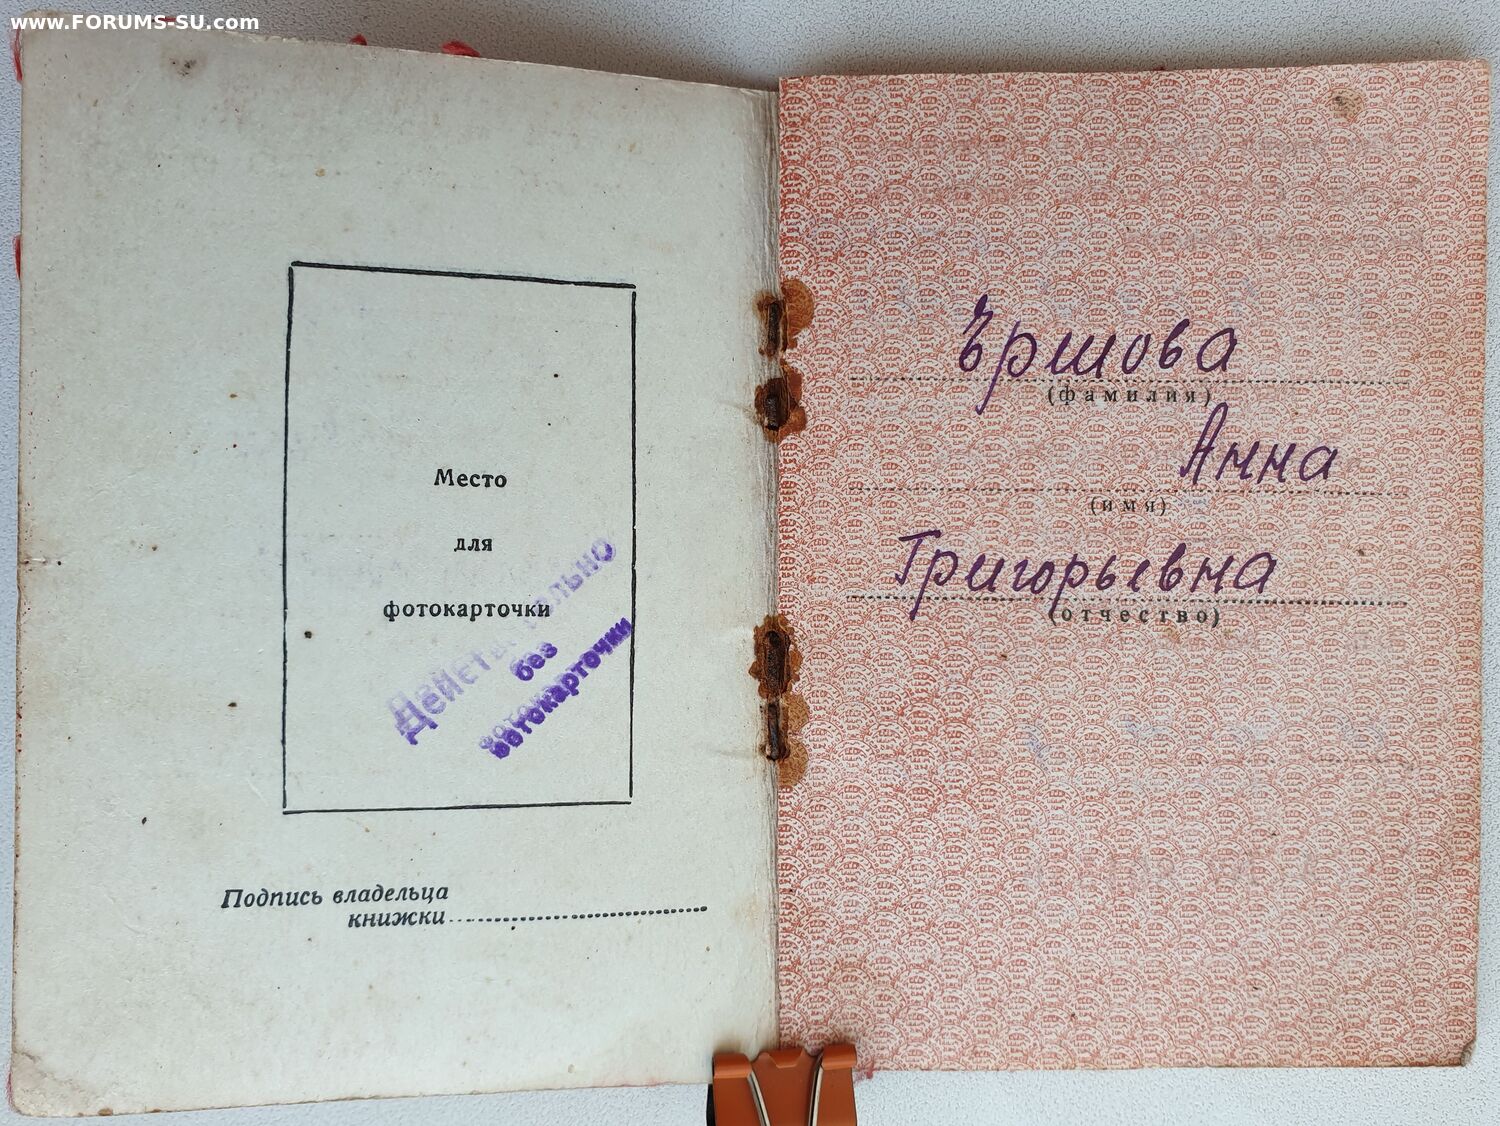 www.FORUMS-SU.com
Место
для
фотокарточки
Действительно
без
фотокарточки
Подпись владельца
книжки
Ершова
(фамилия)
Анна
(имя)
Григорьевна
(отчество)